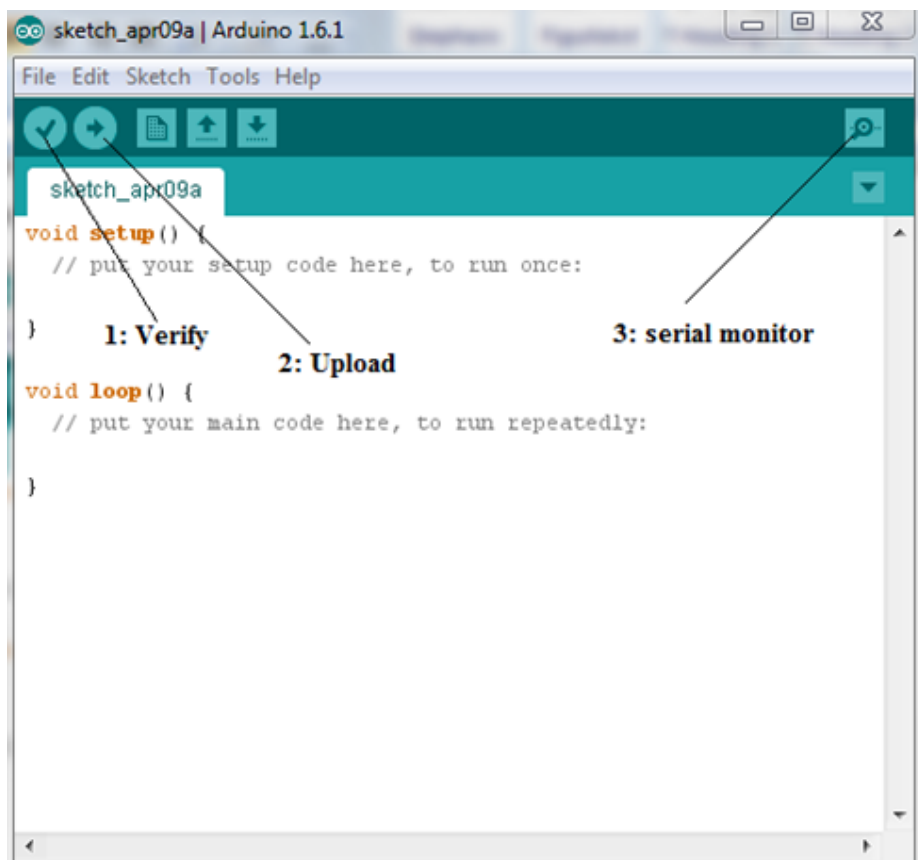 sketch_apr09a | Arduino 1.6.1
File Edit Sketch Tools Help
sketch_apr09a
void setup() {
// put your setup code here, to run once:
}
1: Verify
2: Upload
3: serial monitor
void loop() {
// put your main code here, to run repeatedly:
}